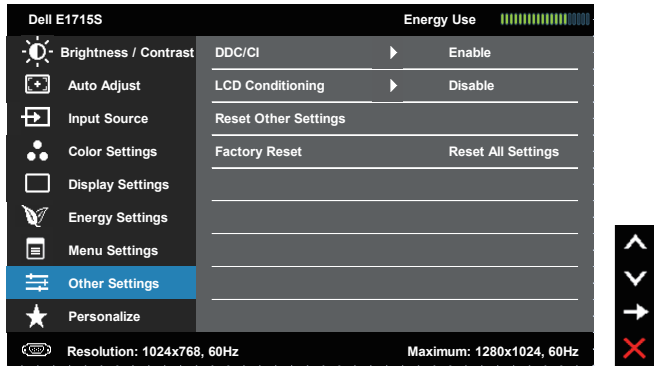 Dell E1715S Energy Use
Brightness / Contrast DDC/CI Enable
Auto Adjust LCD Conditioning Disable
Input Source Reset Other Settings
Color Settings Factory Reset Reset All Settings
Display Settings
Energy Settings
Menu Settings
Other Settings
Personalize
Resolution: 1024x768, 60Hz Maximum: 1280x1024, 60Hz